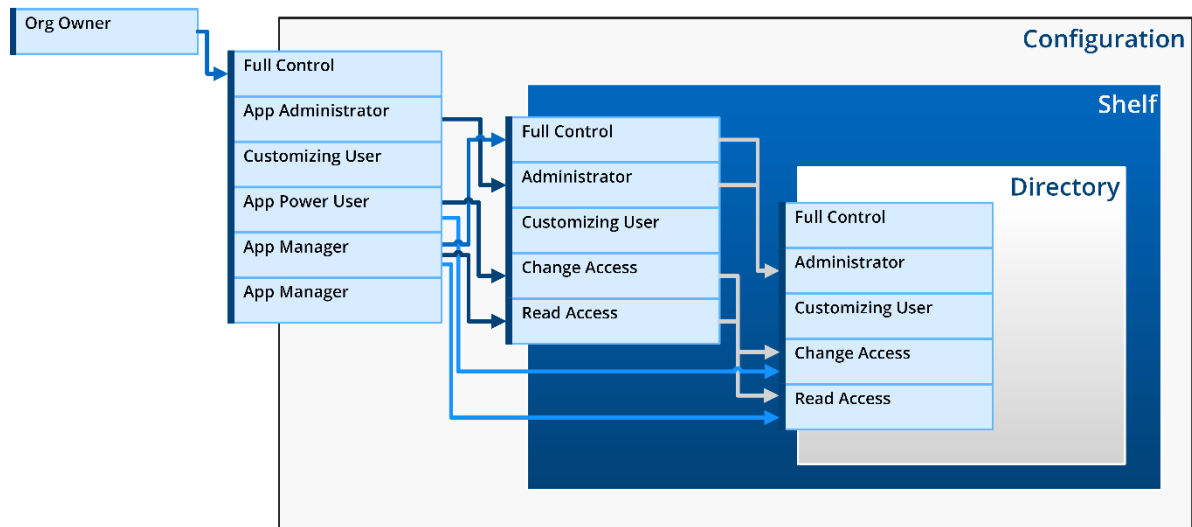 Org Owner
Configuration
Full Control
App Administrator
Customizing User
App Power User
App Manager
App Manager
Shelf
Full Control
Administrator
Customizing User
Change Access
Read Access
Directory
Full Control
Administrator
Customizing User
Change Access
Read Access